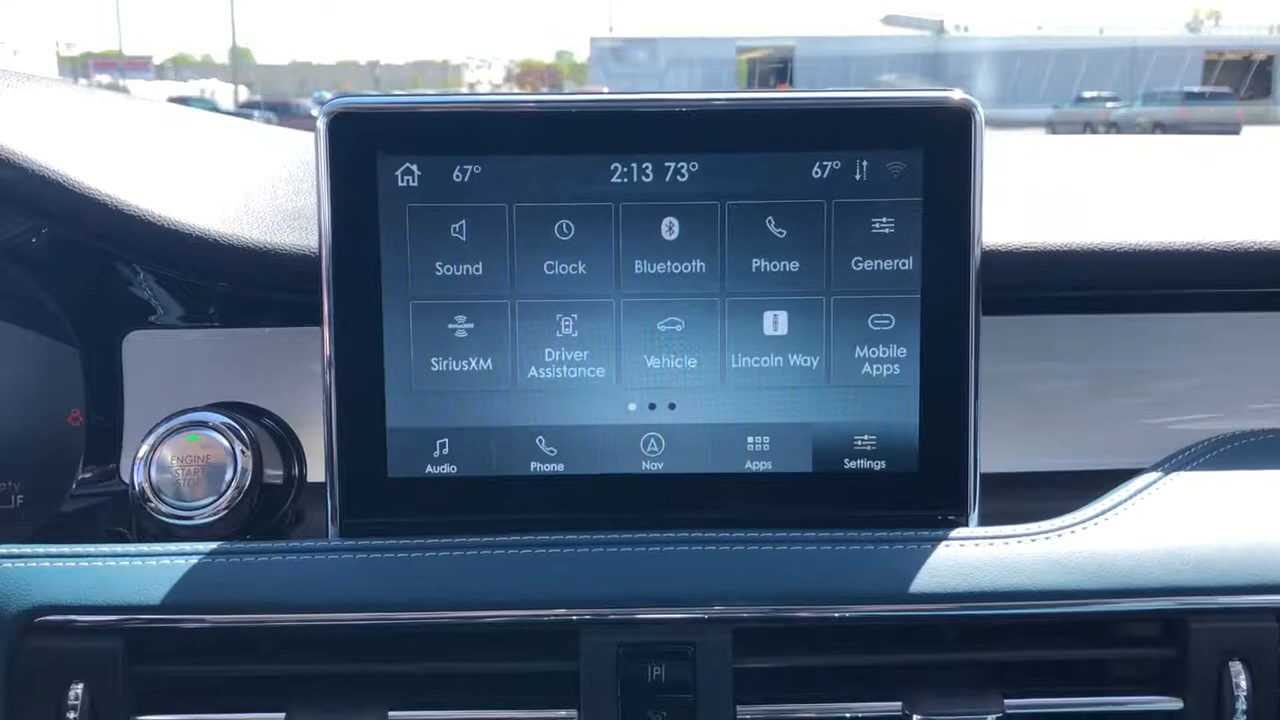 67° 2:13 73° 67°
Sound Clock Bluetooth Phone General
SiriusXM Driver Assistance Vehicle Lincoln Way Mobile Apps
Audio Phone Nav Apps Settings
ENGINE
START
STOP
F
P